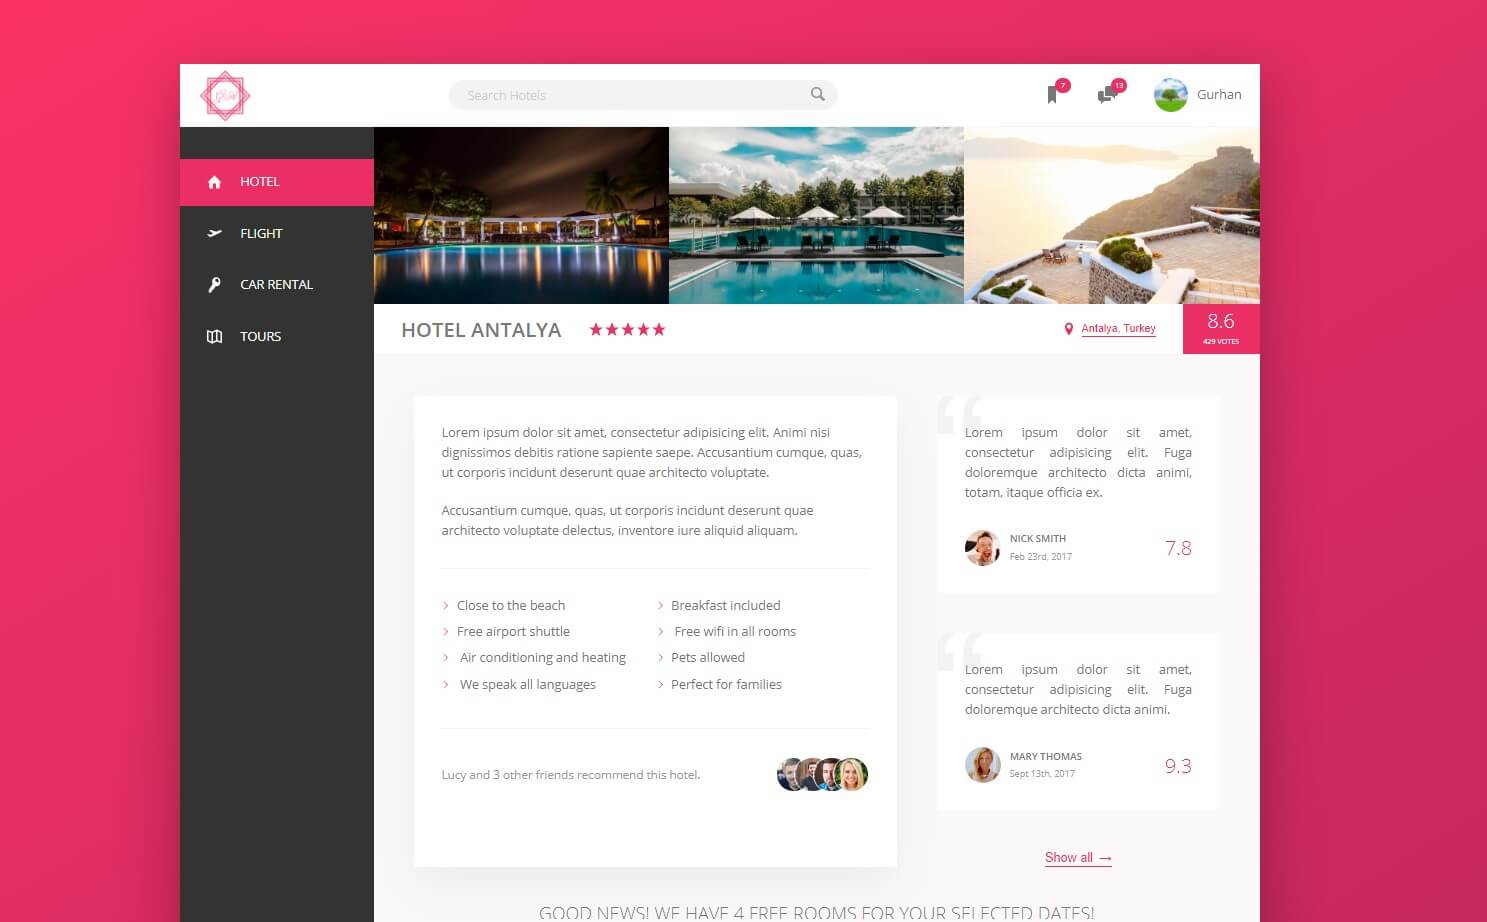 Search Hotels
7
13
Gurhan
HOTEL
FLIGHT
CAR RENTAL
TOURS
HOTEL ANTALYA
Antalya, Turkey
8.6
429 VOTES
Lorem ipsum dolor sit amet, consectetur adipisicing elit. Animi nisi
dignissimos debitis ratione sapiente saepe. Accusantium cumque, quas,
ut corporis incidunt deserunt quae architecto voluptate.
Accusantium cumque, quas, ut corporis incidunt deserunt quae
architecto voluptate delectus, inventore iure aliquid aliquam.
Close to the beach
Free airport shuttle
Air conditioning and heating
We speak all languages
Breakfast included
Free wifi in all rooms
Pets allowed
Perfect for families
Lucy and 3 other friends recommend this hotel.
“
Lorem ipsum dolor sit amet,
consectetur adipisicing elit. Fuga
doloremque architecto dicta animi,
totam, itaque officia ex.
NICK SMITH
Feb 23rd, 2017
7.8
“
Lorem ipsum dolor sit amet,
consectetur adipisicing elit. Fuga
doloremque architecto dicta animi.
MARY THOMAS
Sept 13th, 2017
9.3
Show all →
GOOD NEWS! WE HAVE 4 FREE ROOMS FOR YOUR SELECTED DATES!